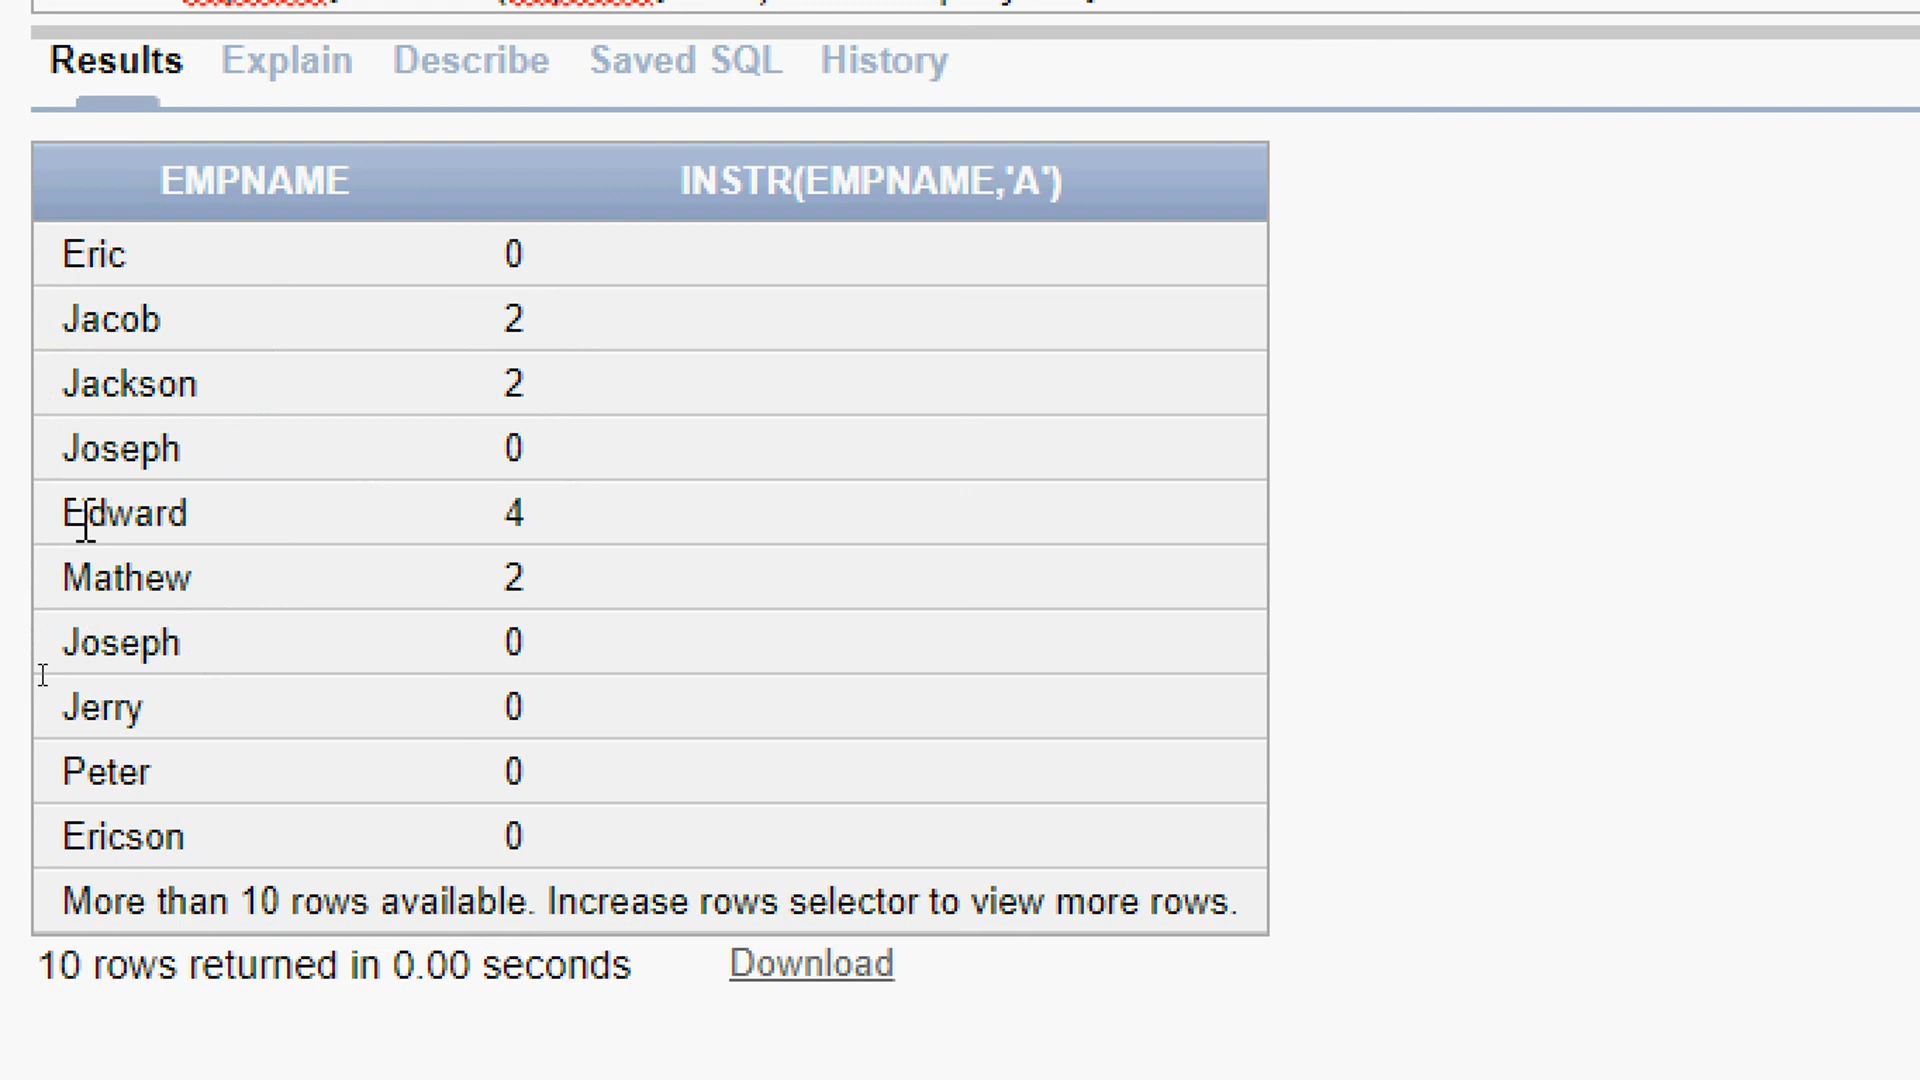 Results Explain Describe Saved SQL History
EMPNAME INSTR(EMPNAME,'A')
Eric 0
Jacob 2
Jackson 2
Joseph 0
Edward 4
Mathew 2
Joseph 0
Jerry 0
Peter 0
Ericson 0
More than 10 rows available. Increase rows selector to view more rows.
10 rows returned in 0.00 seconds Download